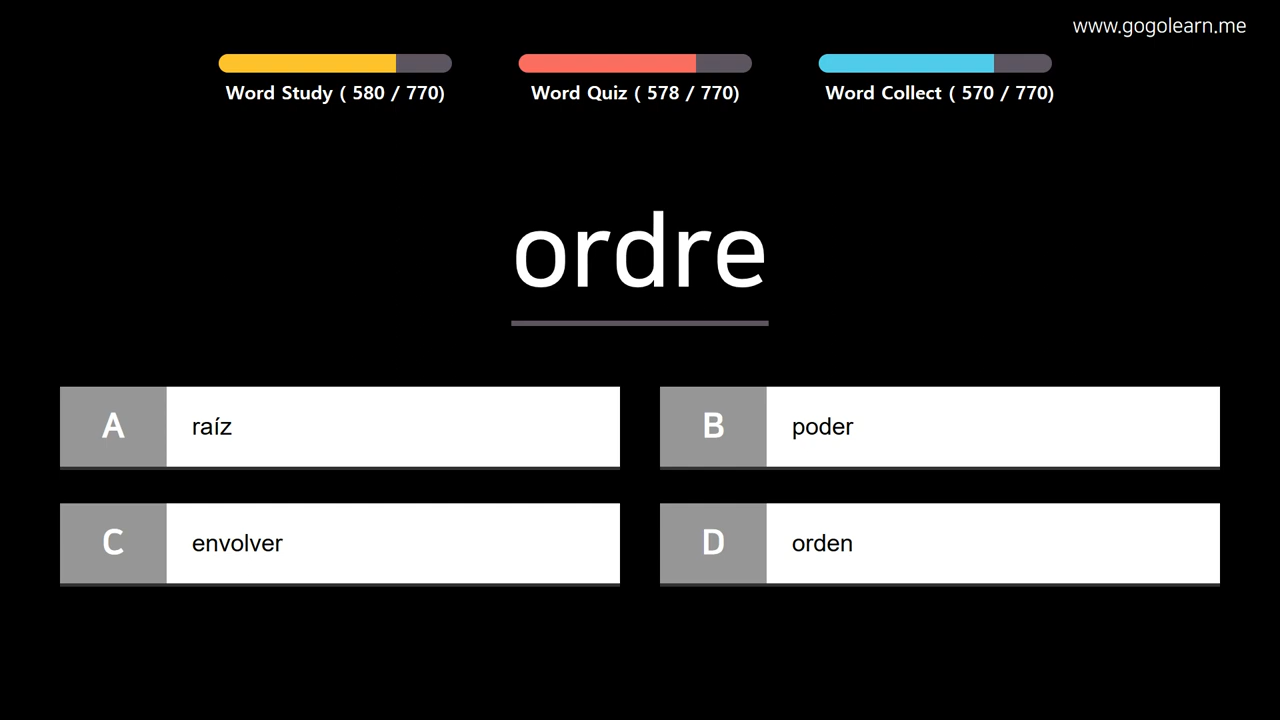 www.gogolearn.me
Word Study ( 580 / 770)
Word Quiz ( 578 / 770)
Word Collect ( 570 / 770)
ordre
A raíz
B poder
C envolver
D orden